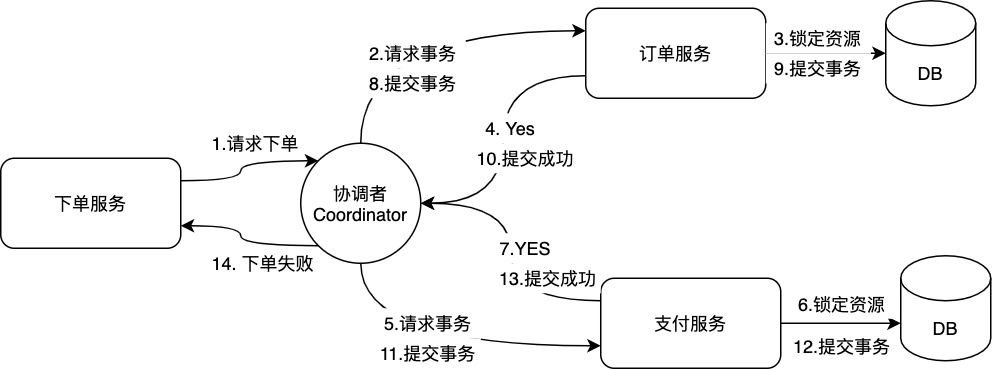 2.请求事务
8.提交事务
订单服务
3.锁定资源
9.提交事务
DB
4. Yes
10.提交成功
1.请求下单
下单服务
协调者
Coordinator
14. 下单失败
7.YES
13.提交成功
5.请求事务
11.提交事务
支付服务
6.锁定资源
12.提交事务
DB